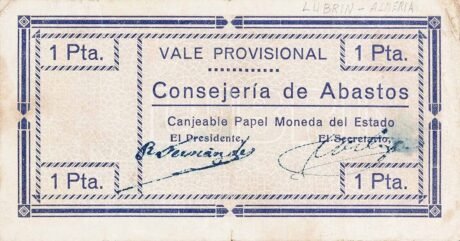 LUBRIN - ALMERIA
1 Pta. VALE PROVISIONAL 1 Pta.
Consejería de Abastos
Canjeable Papel Moneda del Estado
El Presidente, El Secretario,
R. Fernández
1 Pta. 1 Pta.